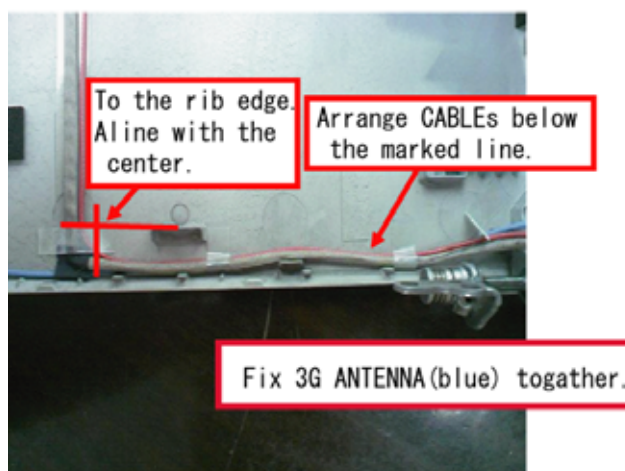 To the rib edge.
Aline with the
center.
Arrange CABLEs below
the marked line.
Fix 3G ANTENNA(blue) togather.